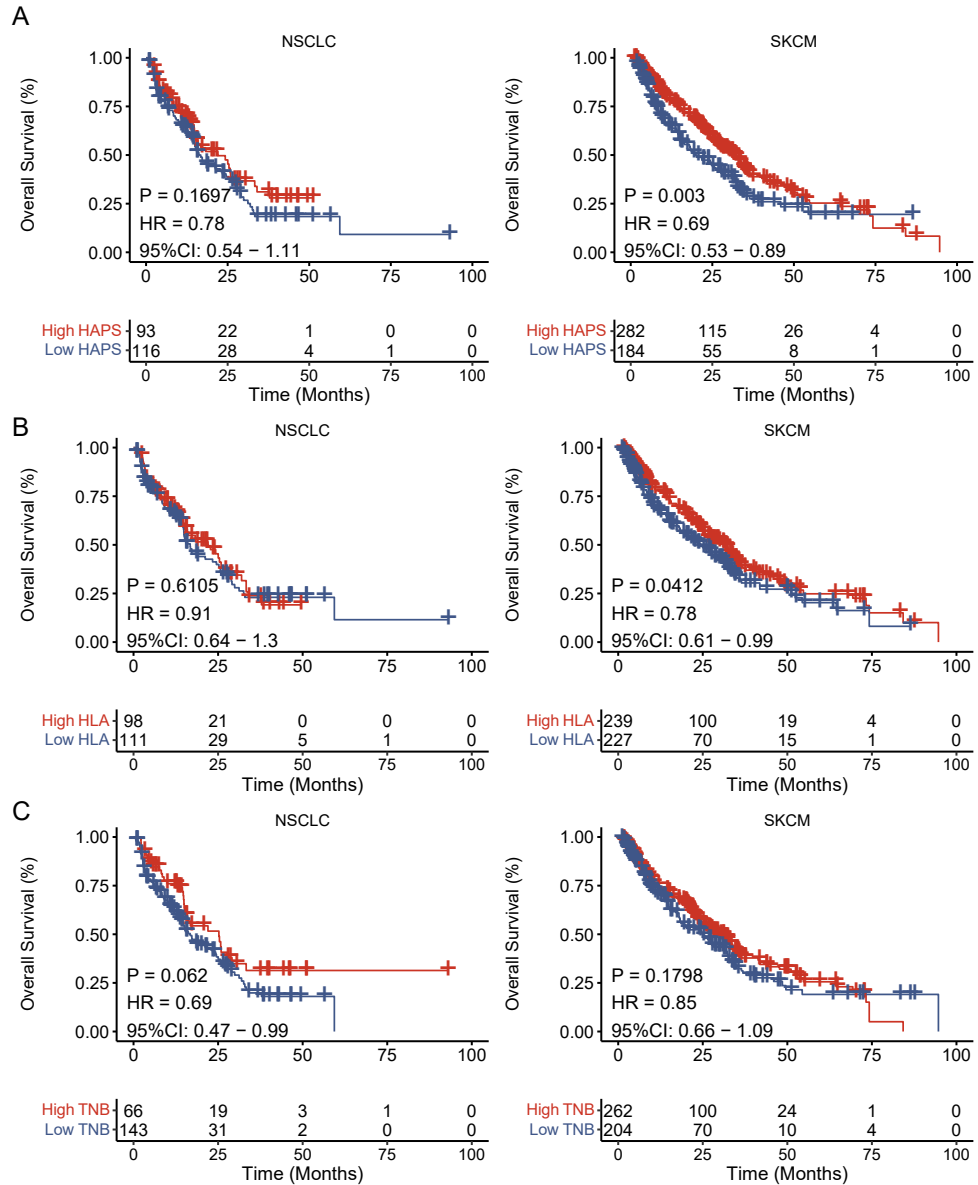 A
NSCLC
Overall Survival (%)
1.00
0.75
0.50
0.25
0.00
P = 0.1697
HR = 0.78
95%CI: 0.54 − 1.11
0 25 50 75 100
High HAPS 93 22 1 0 0
Low HAPS 116 28 4 1 0
0 25 50 75 100
Time (Months)
SKCM
Overall Survival (%)
1.00
0.75
0.50
0.25
0.00
P = 0.003
HR = 0.69
95%CI: 0.53 − 0.89
0 25 50 75 100
High HAPS 282 115 26 4 0
Low HAPS 184 55 8 1 0
0 25 50 75 100
Time (Months)
B
NSCLC
Overall Survival (%)
1.00
0.75
0.50
0.25
0.00
P = 0.6105
HR = 0.91
95%CI: 0.64 − 1.3
0 25 50 75 100
High HLA 98 21 0 0 0
Low HLA 111 29 5 1 0
0 25 50 75 100
Time (Months)
SKCM
Overall Survival (%)
1.00
0.75
0.50
0.25
0.00
P = 0.0412
HR = 0.78
95%CI: 0.61 − 0.99
0 25 50 75 100
High HLA 239 100 19 4 0
Low HLA 227 70 15 1 0
0 25 50 75 100
Time (Months)
C
NSCLC
Overall Survival (%)
1.00
0.75
0.50
0.25
0.00
P = 0.062
HR = 0.69
95%CI: 0.47 − 0.99
0 25 50 75 100
High TNB 66 19 3 1 0
Low TNB 143 31 2 0 0
0 25 50 75 100
Time (Months)
SKCM
Overall Survival (%)
1.00
0.75
0.50
0.25
0.00
P = 0.1798
HR = 0.85
95%CI: 0.66 − 1.09
0 25 50 75 100
High TNB 262 100 24 1 0
Low TNB 204 70 10 4 0
0 25 50 75 100
Time (Months)